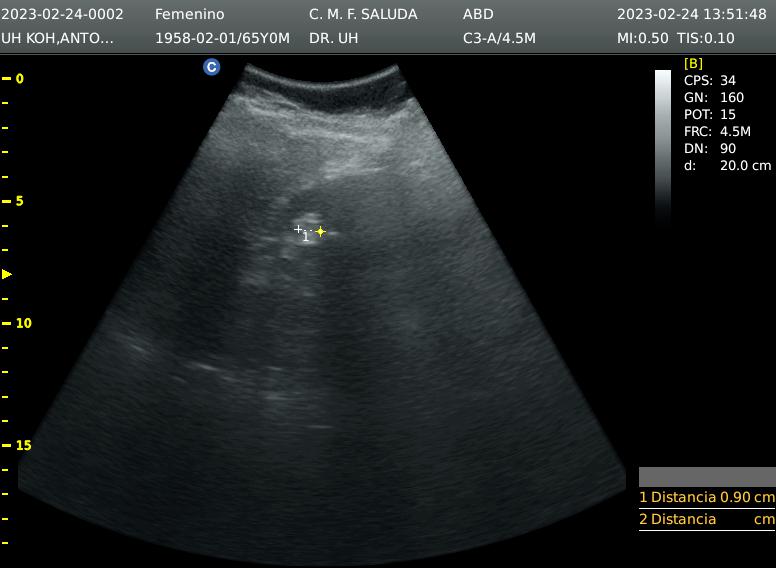 2023-02-24-0002 Femenino C. M. F. SALUDA ABD 2023-02-24 13:51:48
UH KOH,ANTO... 1958-02-01/65Y0M DR. UH C3-A/4.5M MI:0.50 TIS:0.10
C
[B]
CPS: 34
GN: 160
POT: 15
FRC: 4.5M
DN: 90
d: 20.0 cm
0
5
1
10
15
1 Distancia 0.90 cm
2 Distancia cm